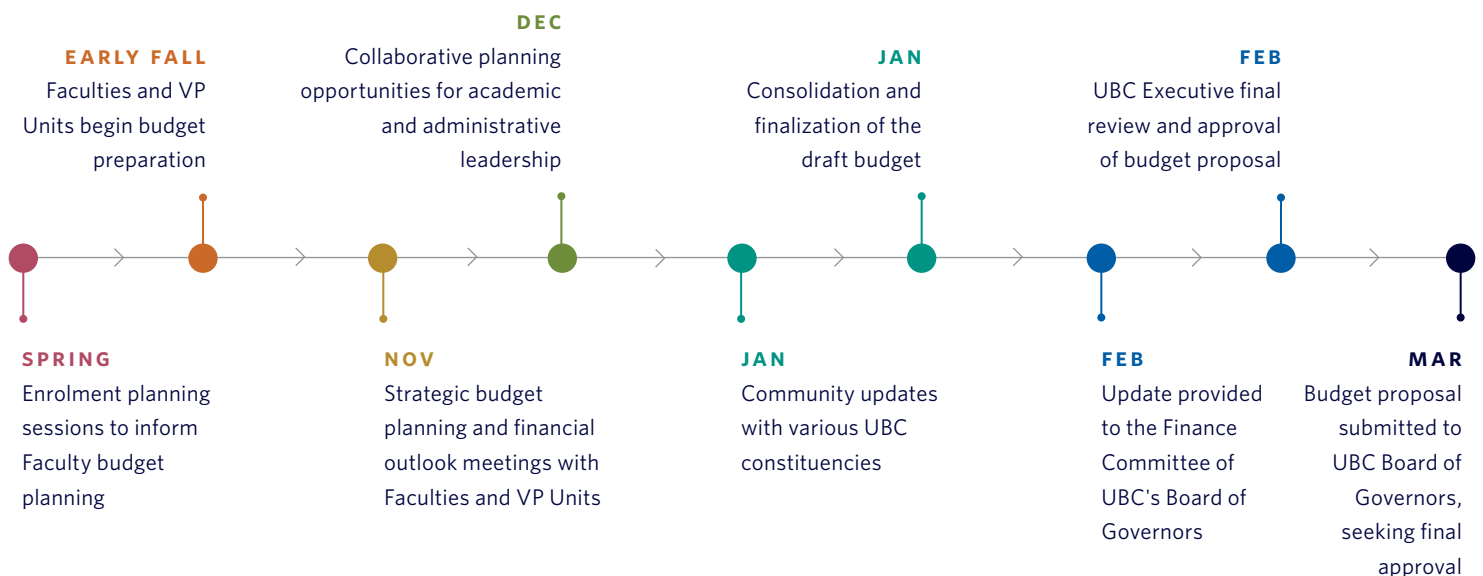 SPRING
Enrolment planning
sessions to inform
Faculty budget
planning
EARLY FALL
Faculties and VP
Units begin budget
preparation
NOV
Strategic budget
planning and financial
outlook meetings with
Faculties and VP Units
DEC
Collaborative planning
opportunities for academic
and administrative
leadership
JAN
Community updates
with various UBC
constituencies
JAN
Consolidation and
finalization of the
draft budget
FEB
Update provided
to the Finance
Committee of
UBC's Board of
Governors
FEB
UBC Executive final
review and approval
of budget proposal
MAR
Budget proposal
submitted to
UBC Board of
Governors,
seeking final
approval